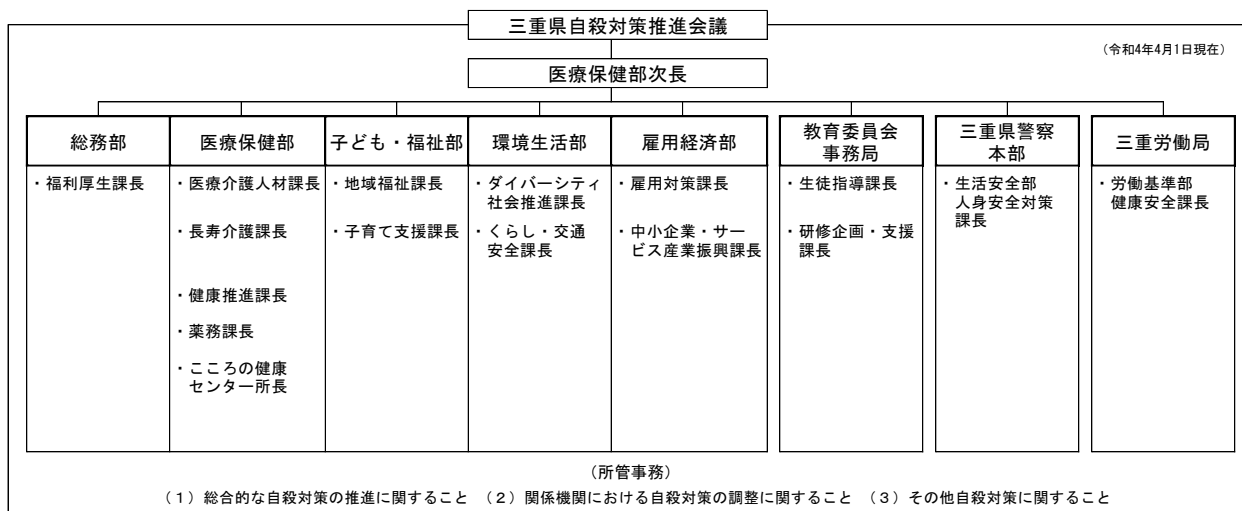 三重県自殺対策推進会議
（令和4年4月1日現在）
医療保健部次長
総務部
・福利厚生課長
医療保健部
・医療介護人材課長
・長寿介護課長
・健康推進課長
・薬務課長
・こころの健康
センター所長
子ども・福祉部
・地域福祉課長
・子育て支援課長
環境生活部
・ダイバーシティ
社会推進課長
・くらし・交通
安全課長
雇用経済部
・雇用対策課長
・中小企業・サー
ビス産業振興課長
教育委員会
事務局
・生徒指導課長
・研修企画・支援
課長
三重県警察
本部
・生活安全部
人身安全対策
課長
三重労働局
・労働基準部
健康安全課長
（所管事務）
（１）総合的な自殺対策の推進に関すること （２）関係機関における自殺対策の調整に関すること （３）その他自殺対策に関すること